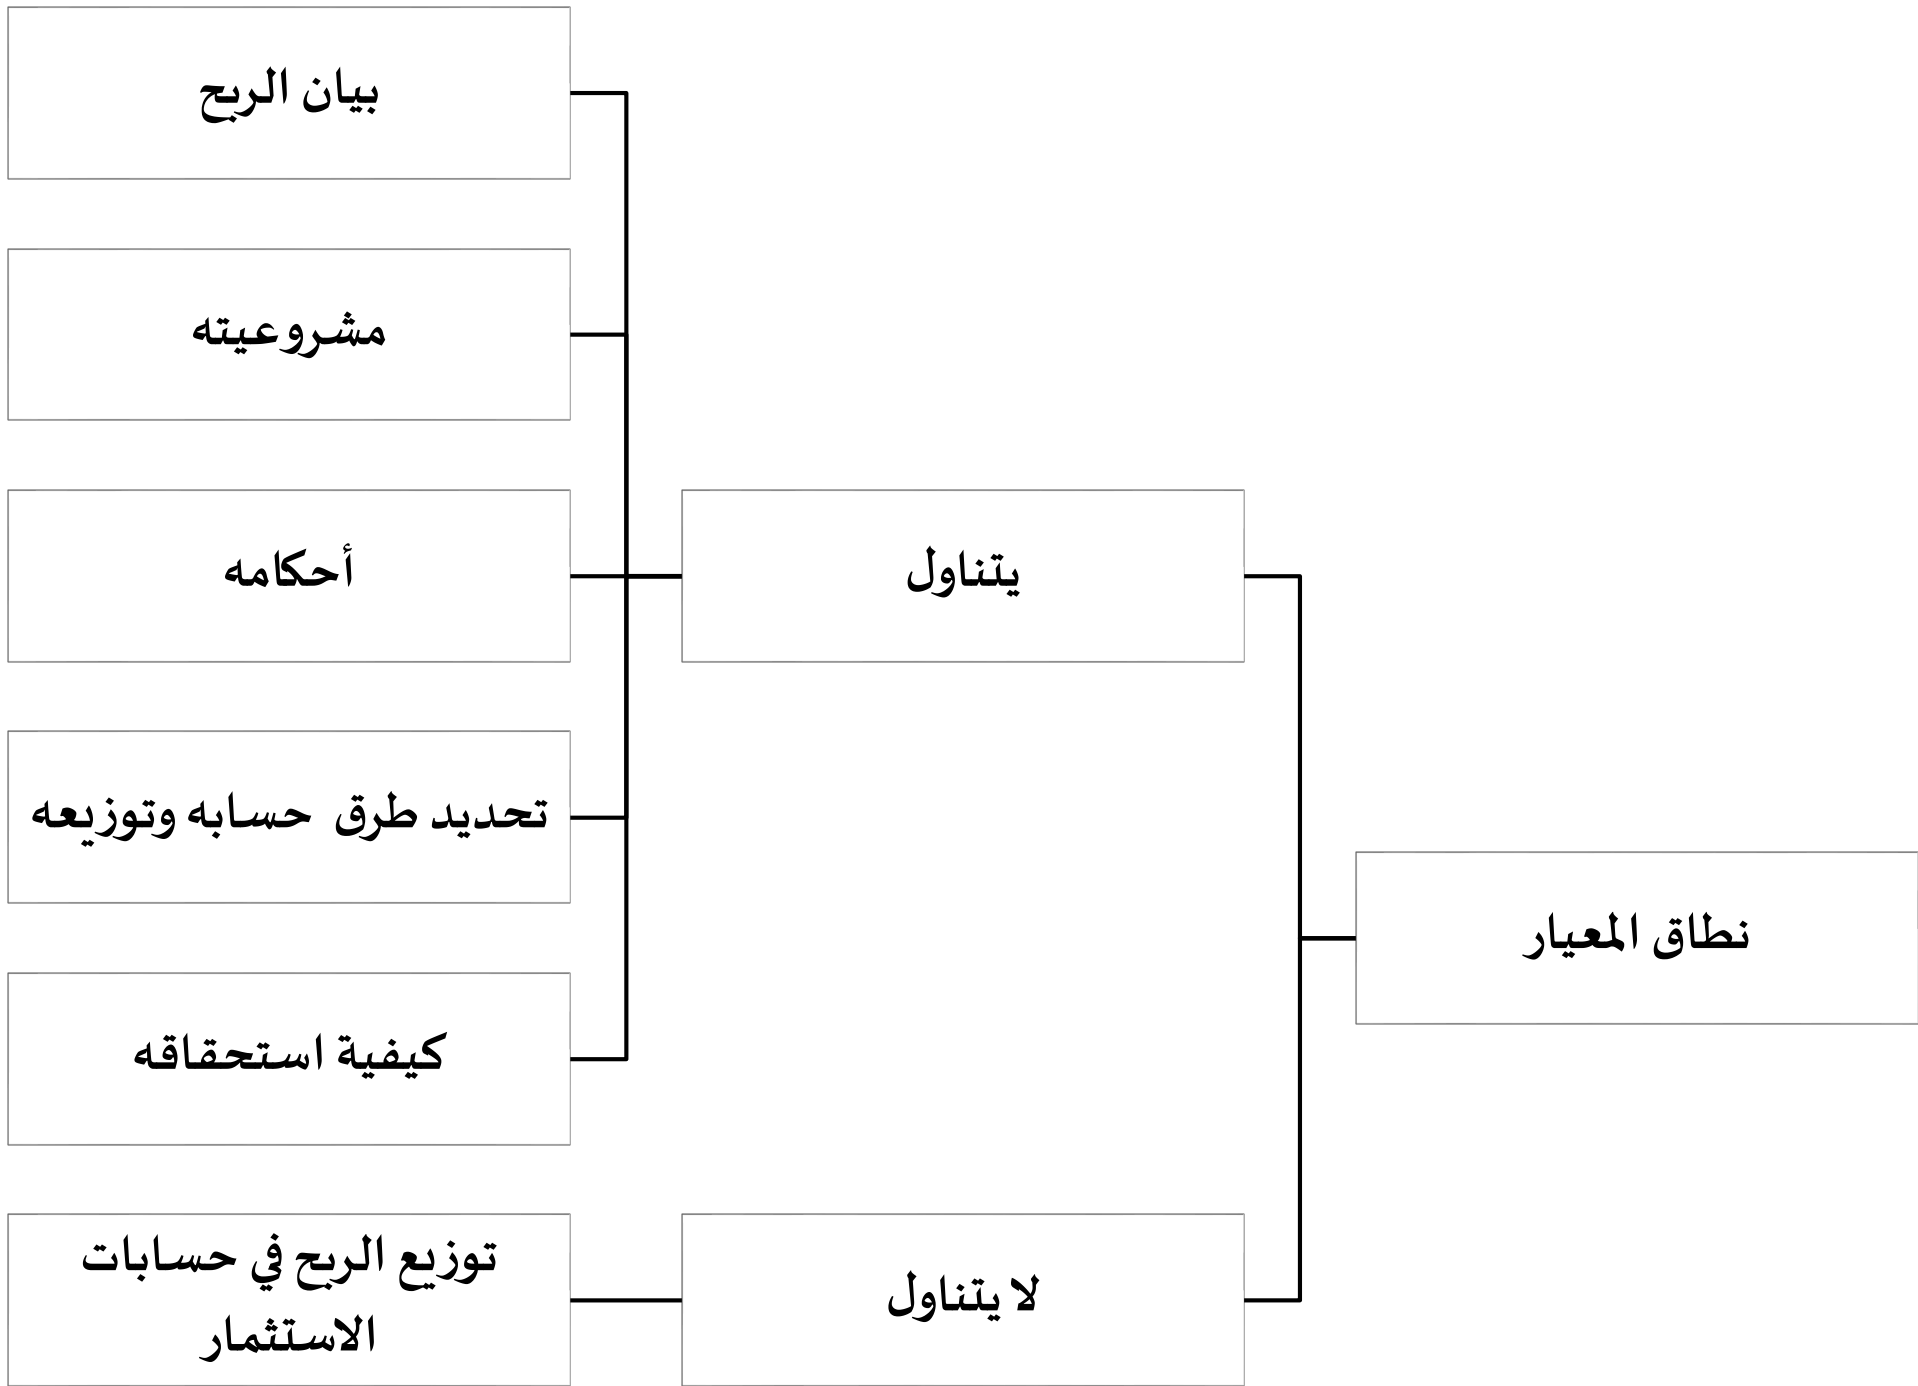 نطاق المعيار
يتناول
بيان الربح
مشروعيته
أحكامه
تحديد طرق حسابه وتوزيعه
كيفية استحقاقه
لا يتناول
توزيع الربح في حسابات
الاستثمار